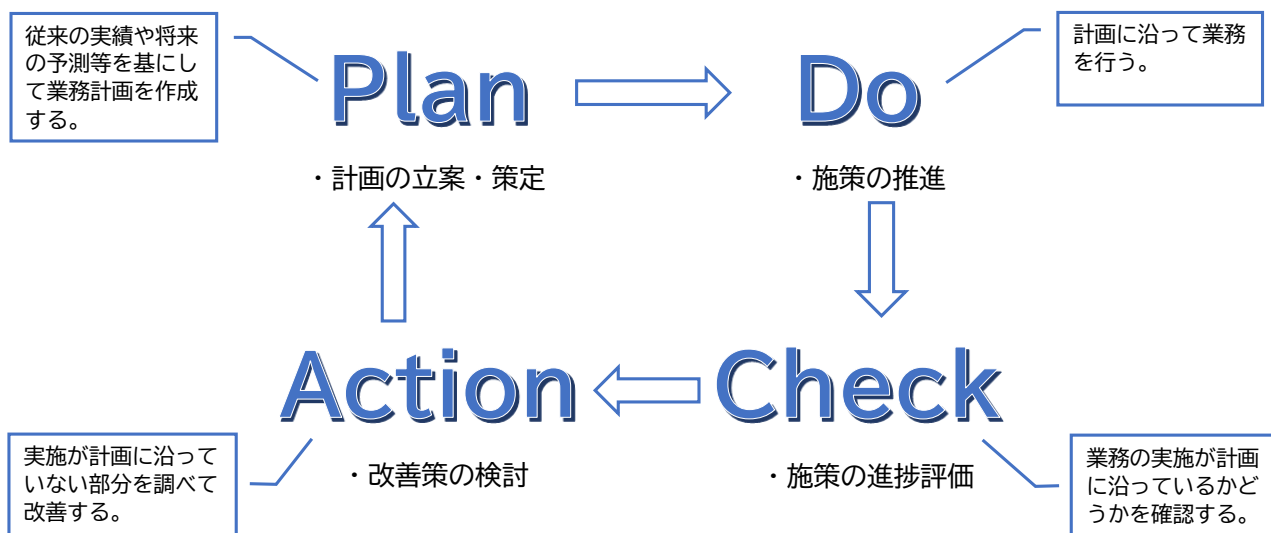 従来の実績や将来
の予測等を基にし
て業務計画を作成
する。
Plan
・計画の立案・策定
Do
・施策の推進
計画に沿って業務
を行う。
実施が計画に沿って
いない部分を調べて
改善する。
Action
・改善策の検討
Check
・施策の進捗評価
業務の実施が計画
に沿っているかど
うかを確認する。